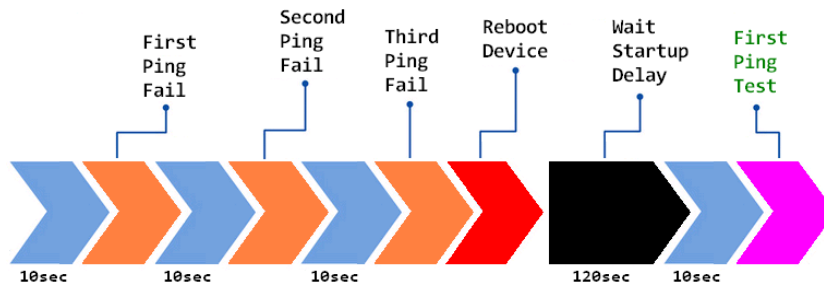 First
Ping
Fail
Second
Ping
Fail
Third
Ping
Fail
Reboot
Device
Wait
Startup
Delay
First
Ping
Test
10sec
10sec
10sec
120sec
10sec